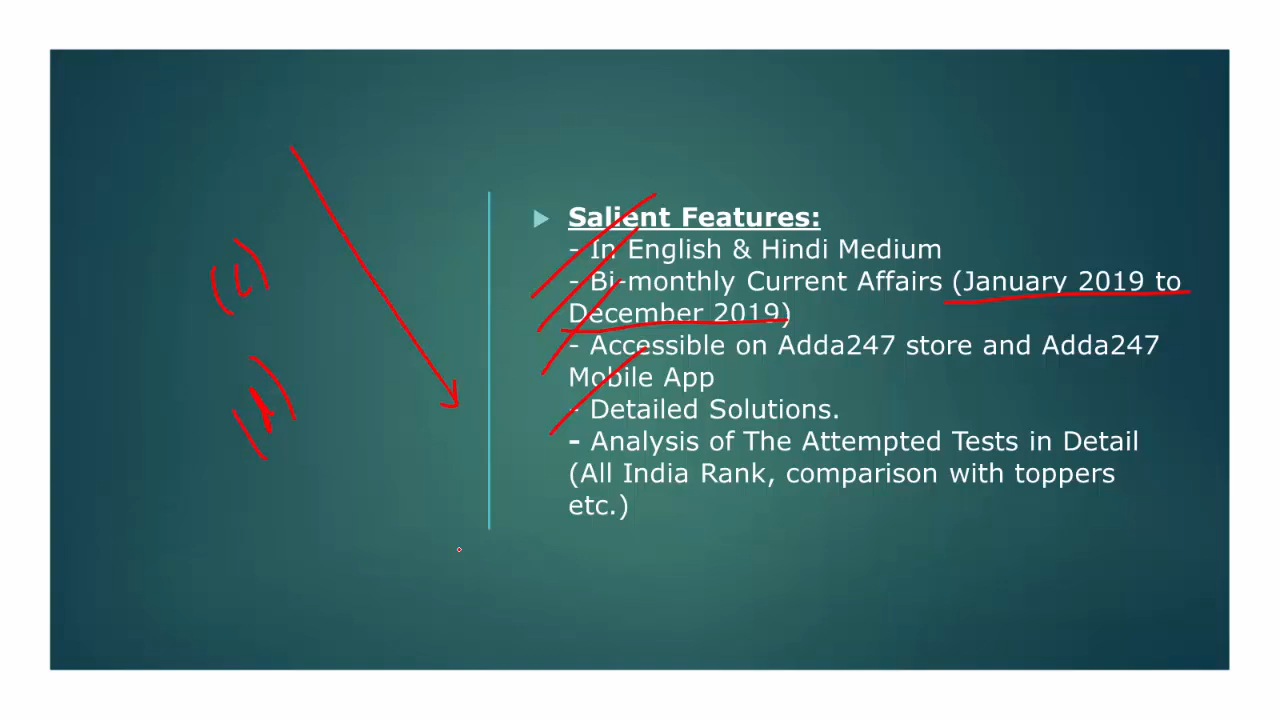 Salient Features:
- In English & Hindi Medium
- Bi-monthly Current Affairs (January 2019 to
December 2019)
- Accessible on Adda247 store and Adda247
Mobile App
- Detailed Solutions.
- Analysis of The Attempted Tests in Detail
(All India Rank, comparison with toppers
etc.)